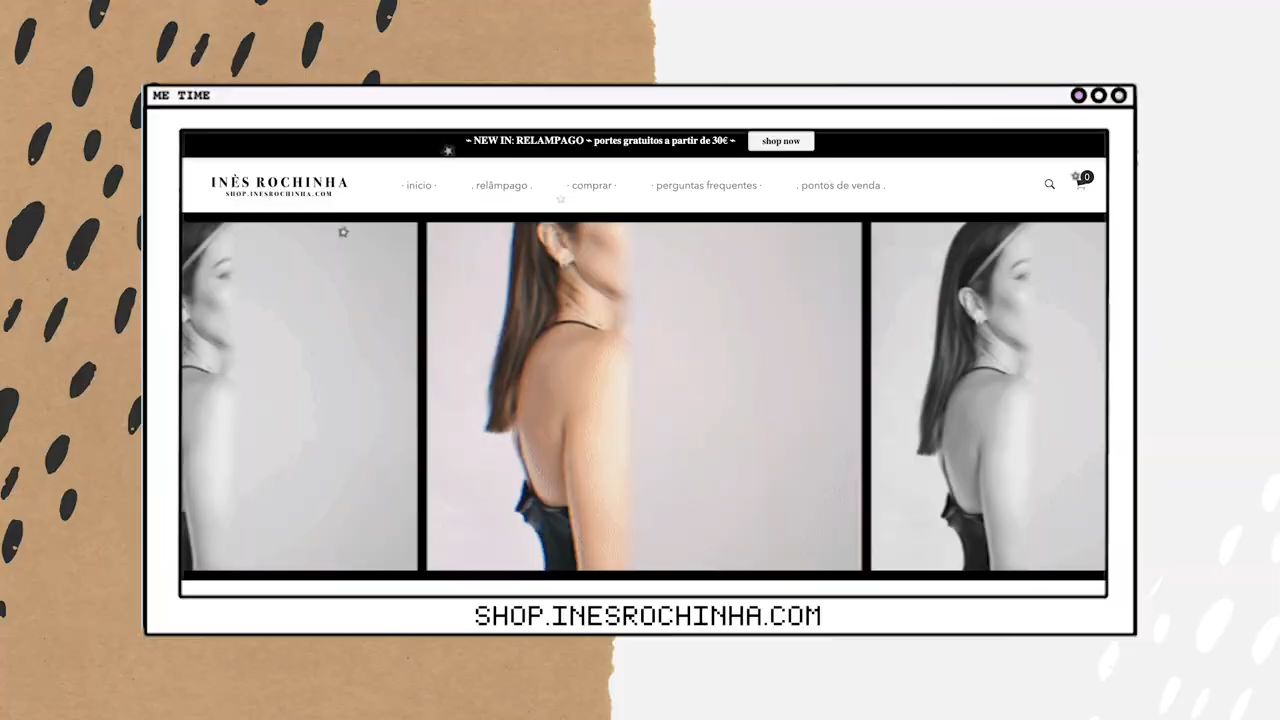 ME TIME
~ NEW IN: RELAMPAGO ~ portes gratuitos a partir de 30€ ~ shop now
INÈS ROCHINHA
SHOP.INESROCHINHA.COM
· inicio · . relâmpago . · comprar · · perguntas frequentes · . pontos de venda . 0
SHOP.INESROCHINHA.COM